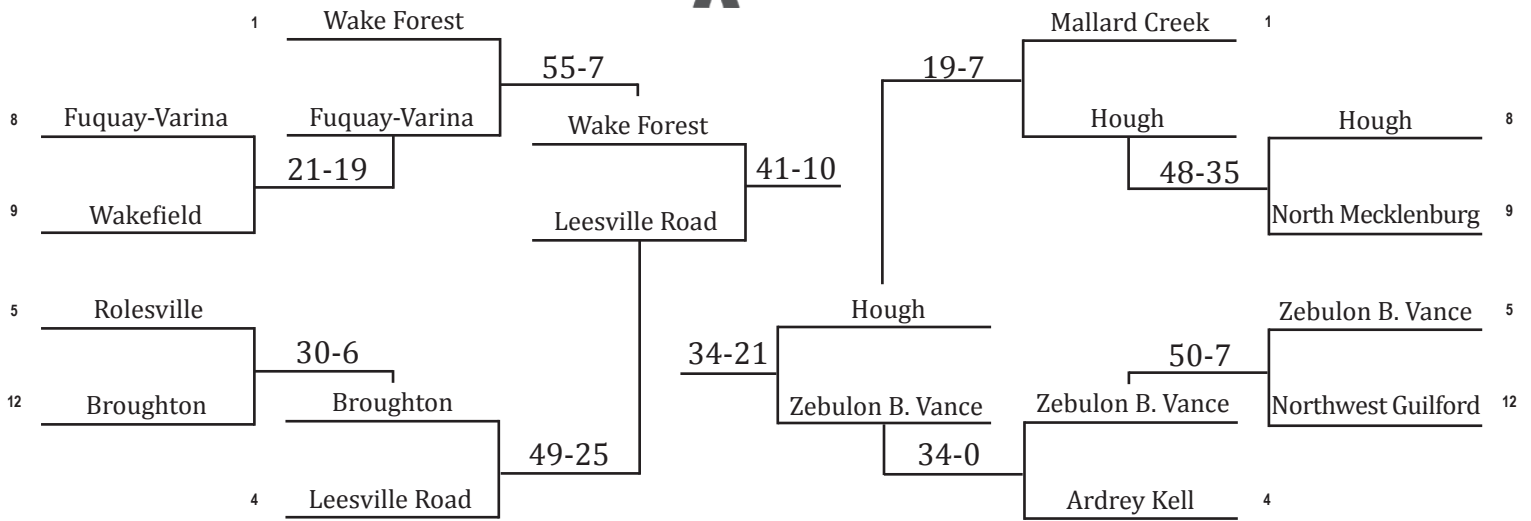 1 Wake Forest
55-7
8 Fuquay-Varina
Fuquay-Varina
21-19
9 Wakefield
Wake Forest
41-10
Leesville Road
5 Rolesville
30-6
12 Broughton
Broughton
49-25
4 Leesville Road
Mallard Creek 1
19-7
Hough
Hough 8
48-35
North Mecklenburg 9
Hough
34-21
Zebulon B. Vance
Zebulon B. Vance 5
50-7
Northwest Guilford 12
Zebulon B. Vance
34-0
Ardrey Kell 4